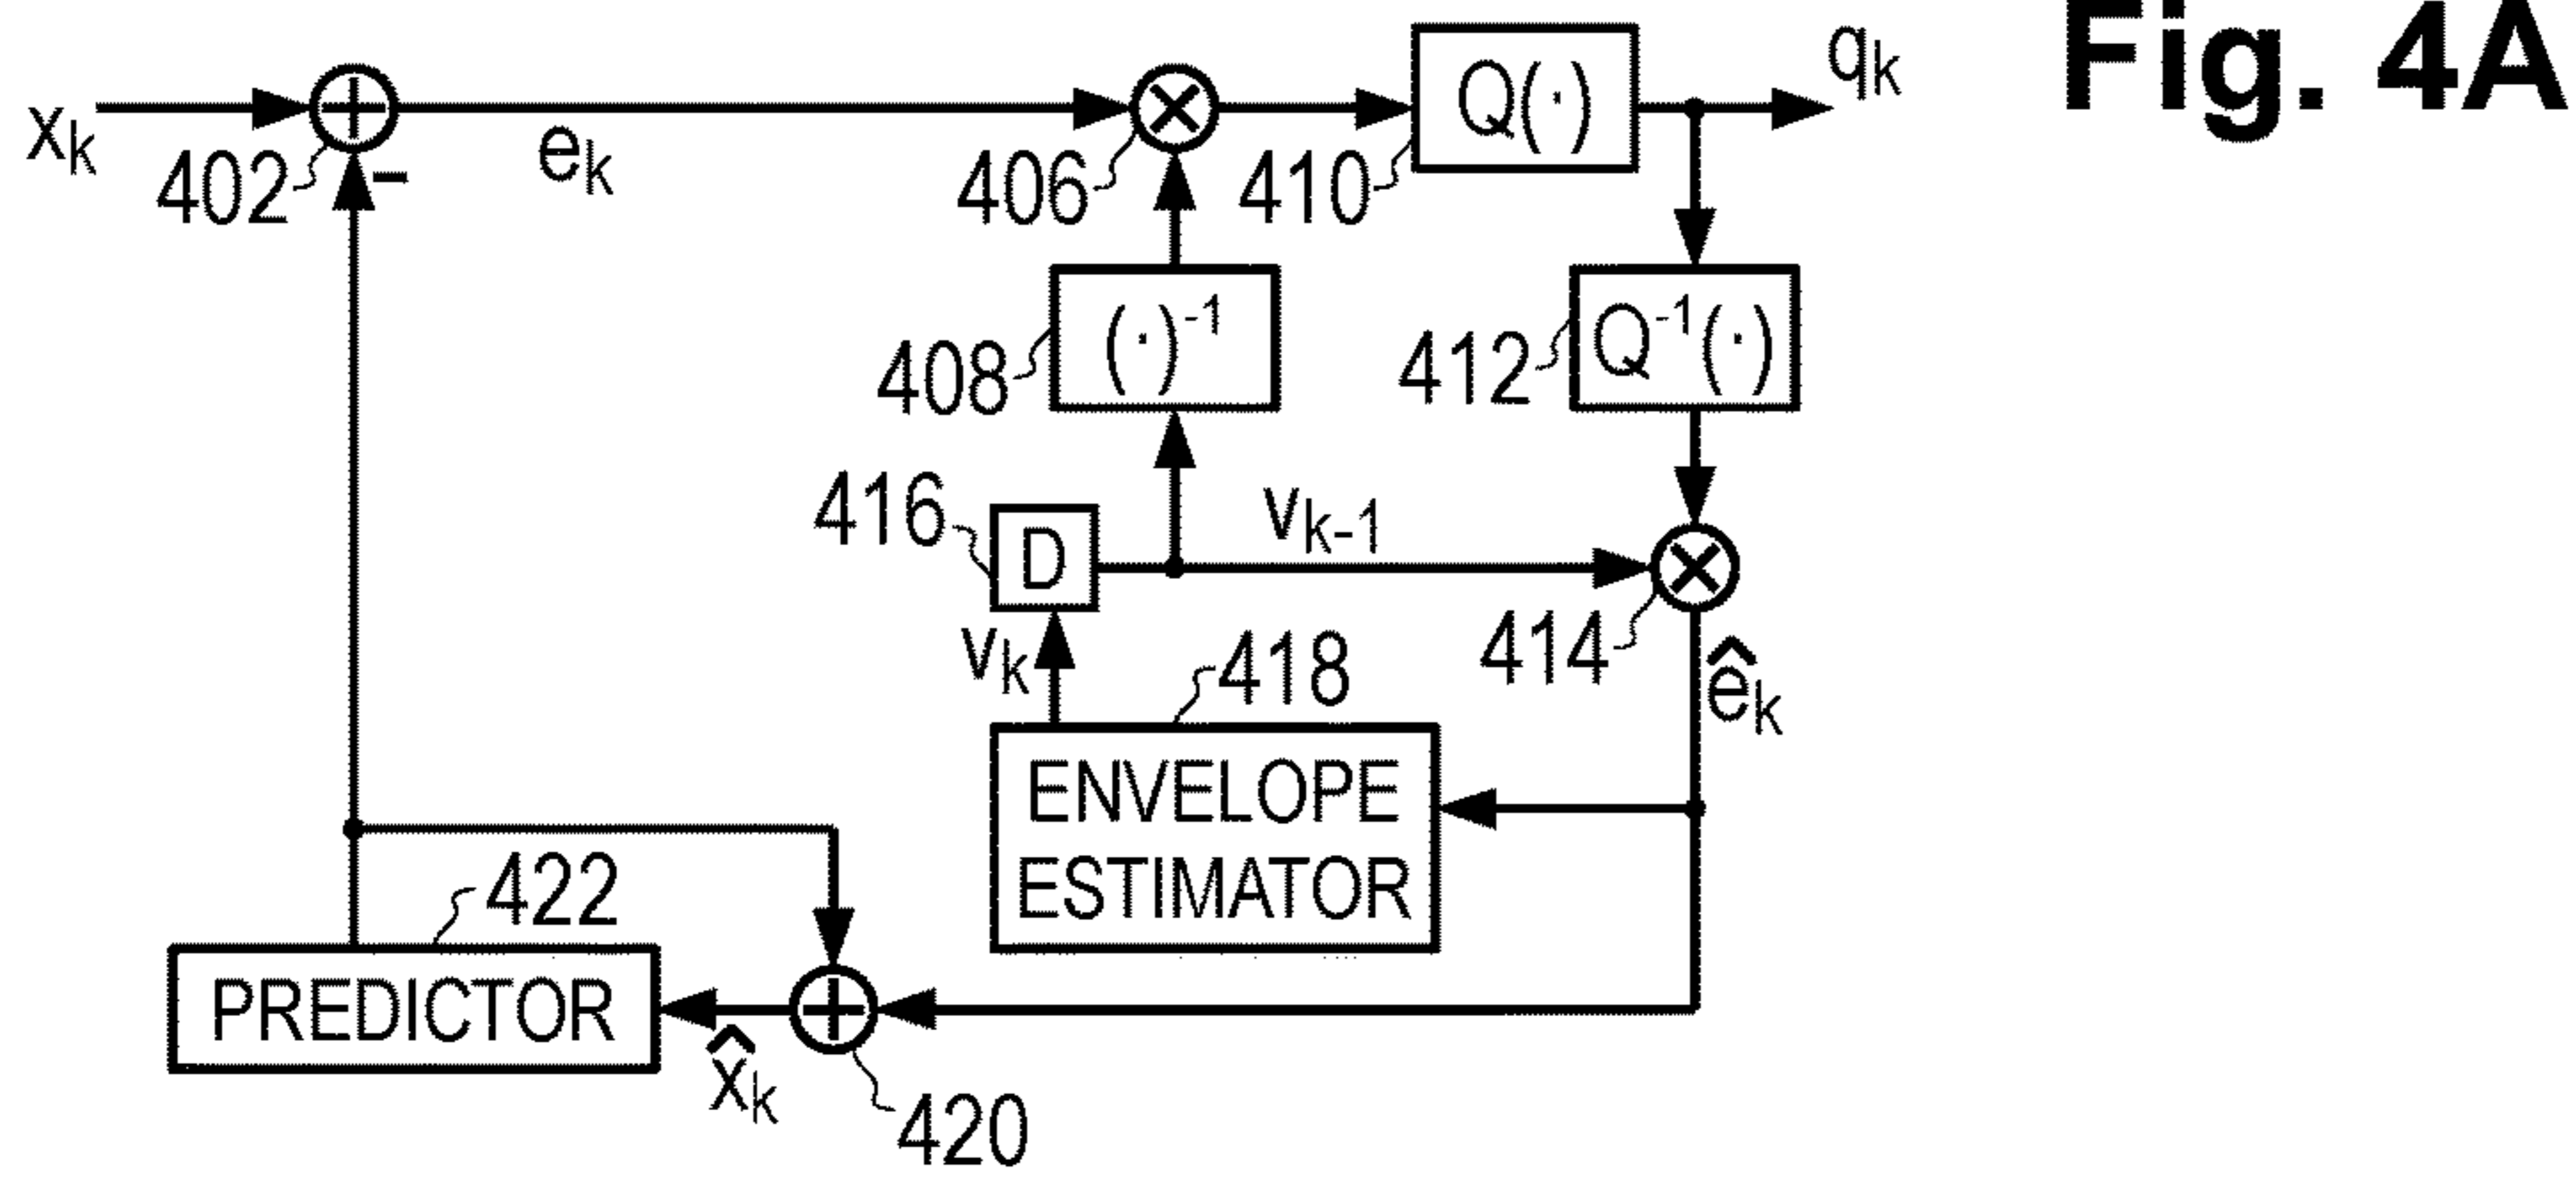 Fig. 4A
xₖ
402
-
eₖ
406
410
Q(·)
qₖ
408
(·)⁻¹
412
Q⁻¹(·)
416
D
vₖ₋₁
414
vₖ
418
êₖ
ENVELOPE
ESTIMATOR
422
PREDICTOR
x̂ₖ
420